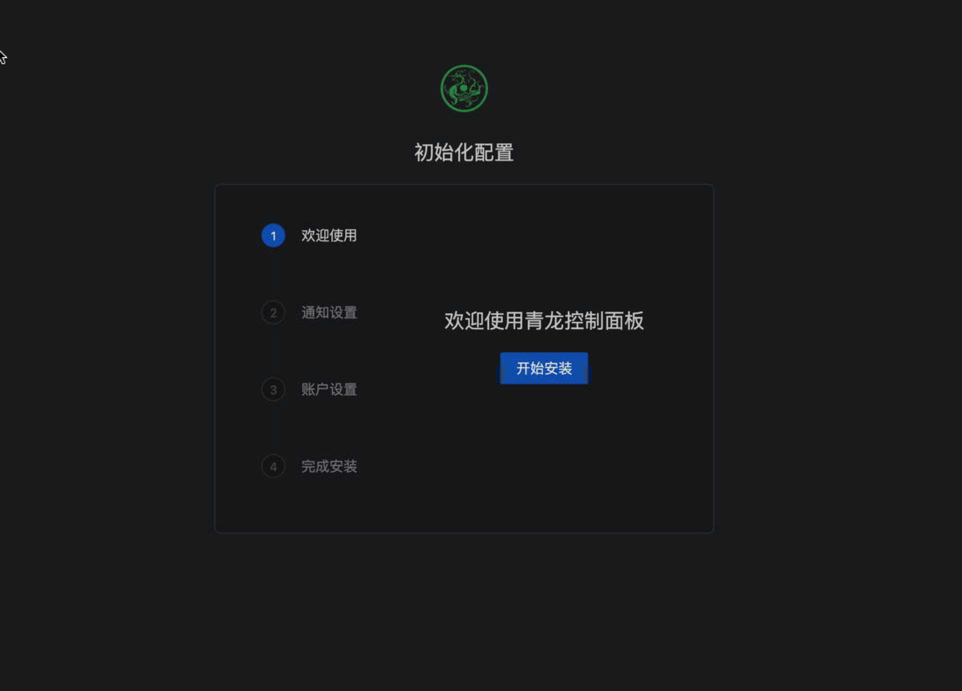 初始化配置
1 欢迎使用
2 通知设置
欢迎使用青龙控制面板
开始安装
3 账户设置
4 完成安装